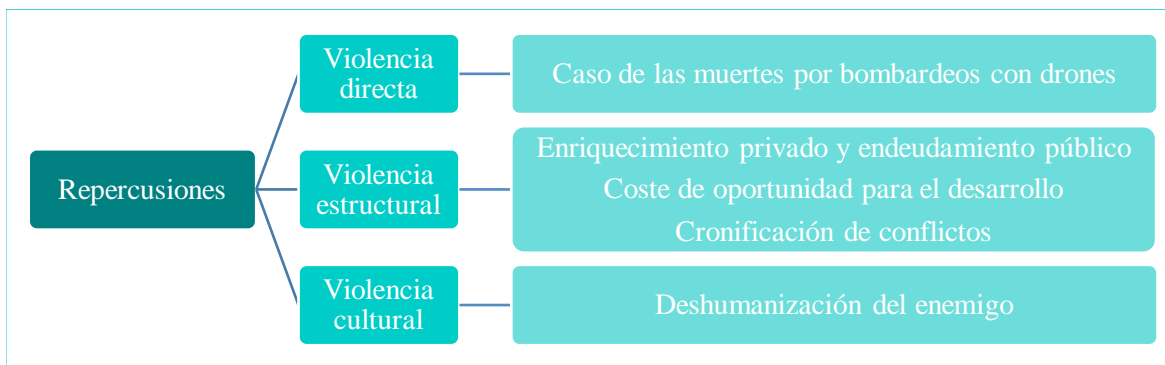 Repercusiones
Violencia
directa
Caso de las muertes por bombardeos con drones
Violencia
estructural
Enriquecimiento privado y endeudamiento público
Coste de oportunidad para el desarrollo
Cronificación de conflictos
Violencia
cultural
Deshumanización del enemigo